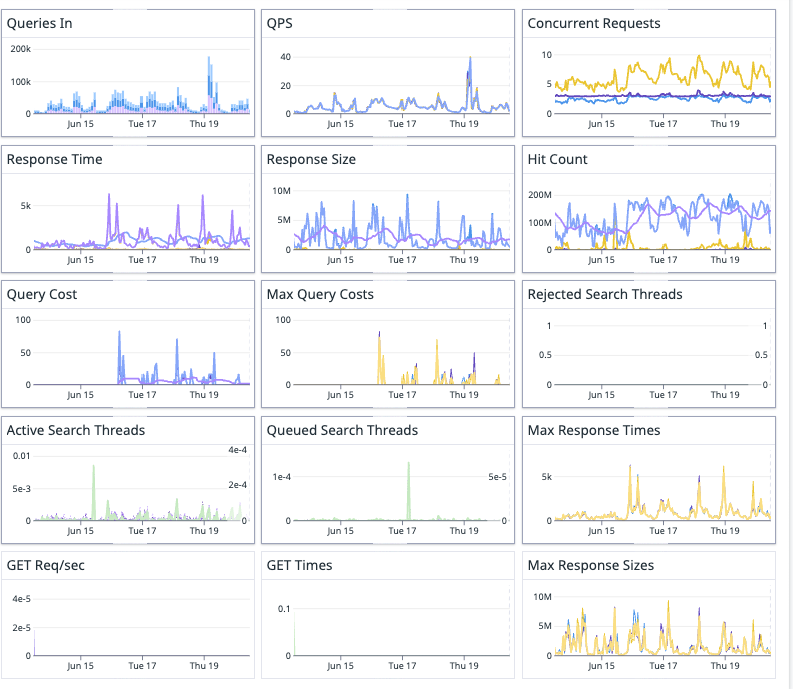 Queries In
200k
100k
0
Jun 15 Tue 17 Thu 19
QPS
40
20
0
Jun 15 Tue 17 Thu 19
Concurrent Requests
10
5
0
Jun 15 Tue 17 Thu 19
Response Time
5k
0
Jun 15 Tue 17 Thu 19
Response Size
10M
5M
0
Jun 15 Tue 17 Thu 19
Hit Count
200M
100M
0
Jun 15 Tue 17 Thu 19
Query Cost
100
50
0
Jun 15 Tue 17 Thu 19
Max Query Costs
100
50
0
Jun 15 Tue 17 Thu 19
Rejected Search Threads
1 1
0.5 0.5
0 0
Jun 15 Tue 17 Thu 19
Active Search Threads
0.01 4e-4
5e-3 2e-4
0 0
Jun 15 Tue 17 Thu 19
Queued Search Threads
1e-4 5e-5
0 0
Jun 15 Tue 17 Thu 19
Max Response Times
5k
0
Jun 15 Tue 17 Thu 19
GET Req/sec
4e-5
2e-5
0
Jun 15 Tue 17 Thu 19
GET Times
0.1
0
Jun 15 Tue 17 Thu 19
Max Response Sizes
10M
5M
0
Jun 15 Tue 17 Thu 19